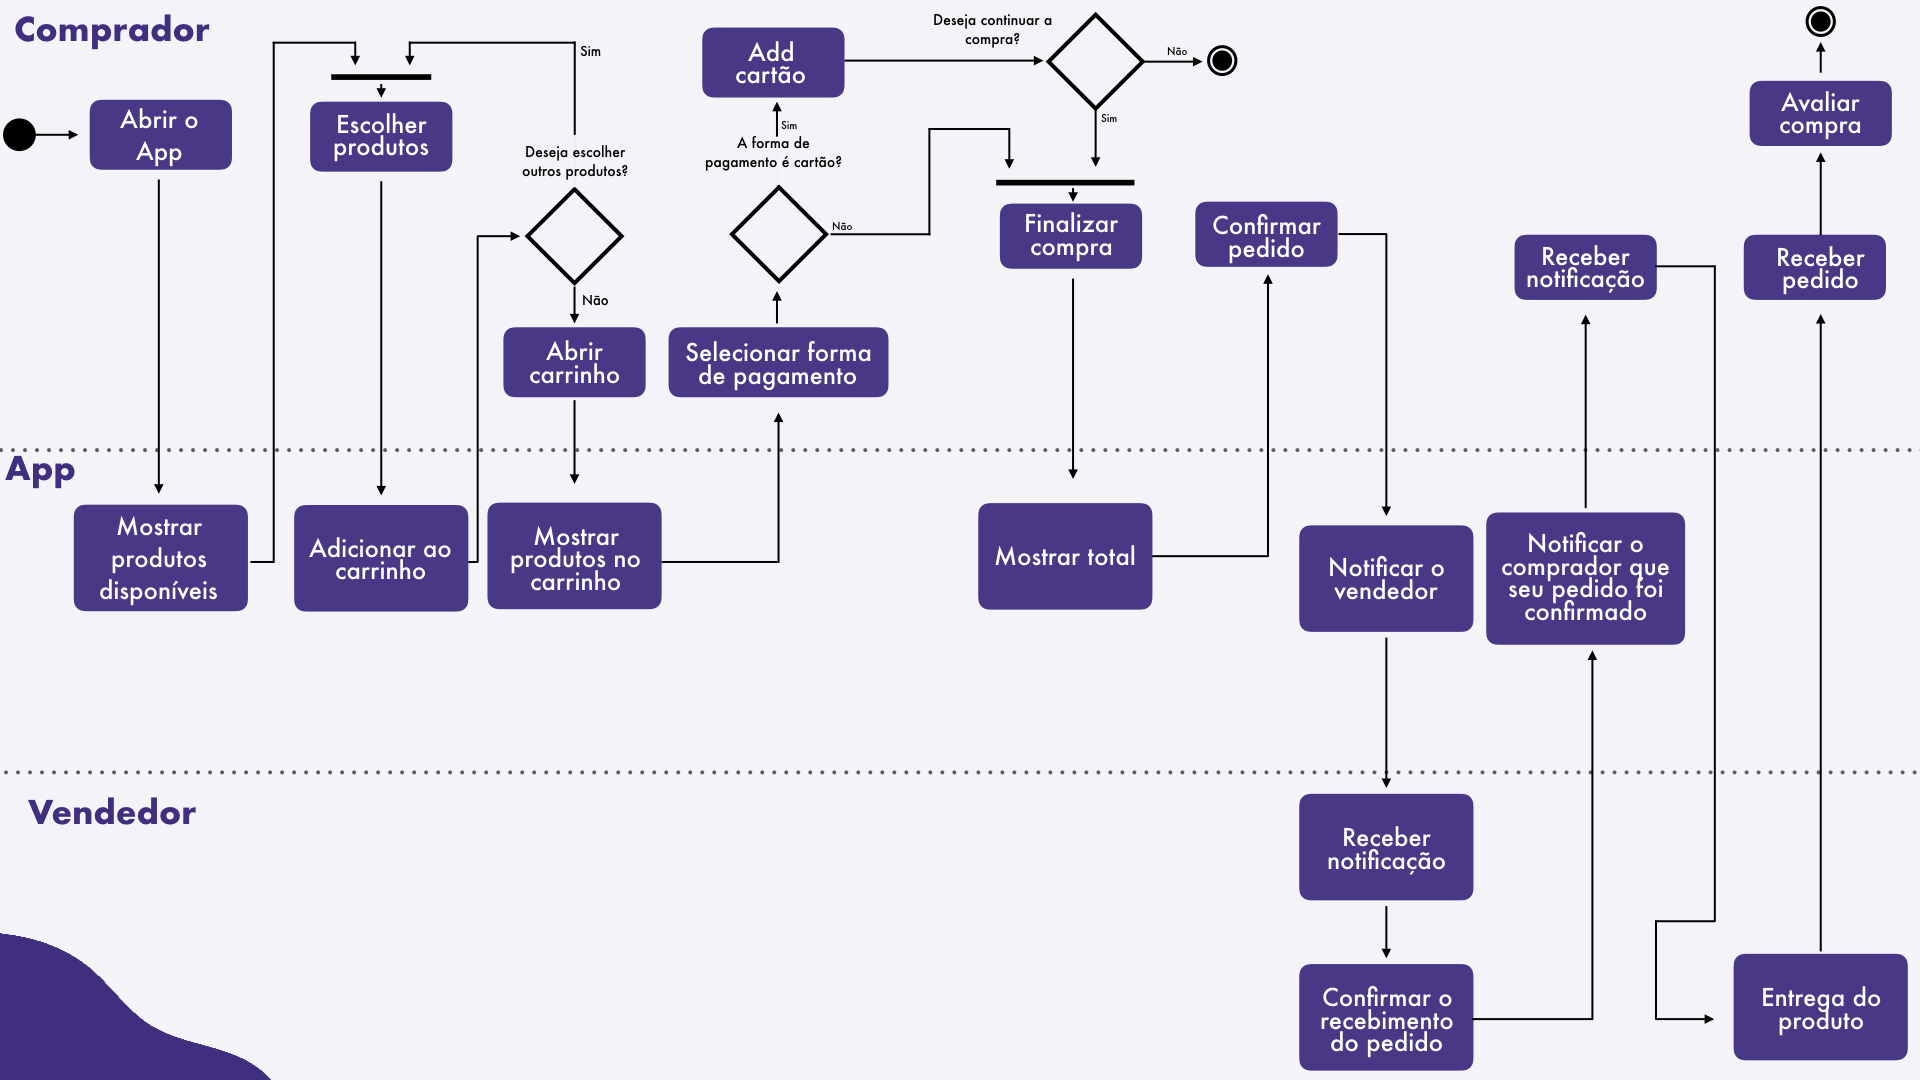 Comprador
Abrir o
App
Escolher
produtos
Sim
Deseja escolher
outros produtos?
Não
Abrir
carrinho
Add
cartão
Sim
A forma de
pagamento é cartão?
Não
Selecionar forma
de pagamento
Deseja continuar a
compra?
Não
Sim
Finalizar
compra
Confirmar
pedido
Receber
notificação
Avaliar
compra
Receber
pedido
App
Mostrar
produtos
disponíveis
Adicionar ao
carrinho
Mostrar
produtos no
carrinho
Mostrar total
Notificar o
vendedor
Notificar o
comprador que
seu pedido foi
confirmado
Vendedor
Receber
notificação
Confirmar o
recebimento
do pedido
Entrega do
produto